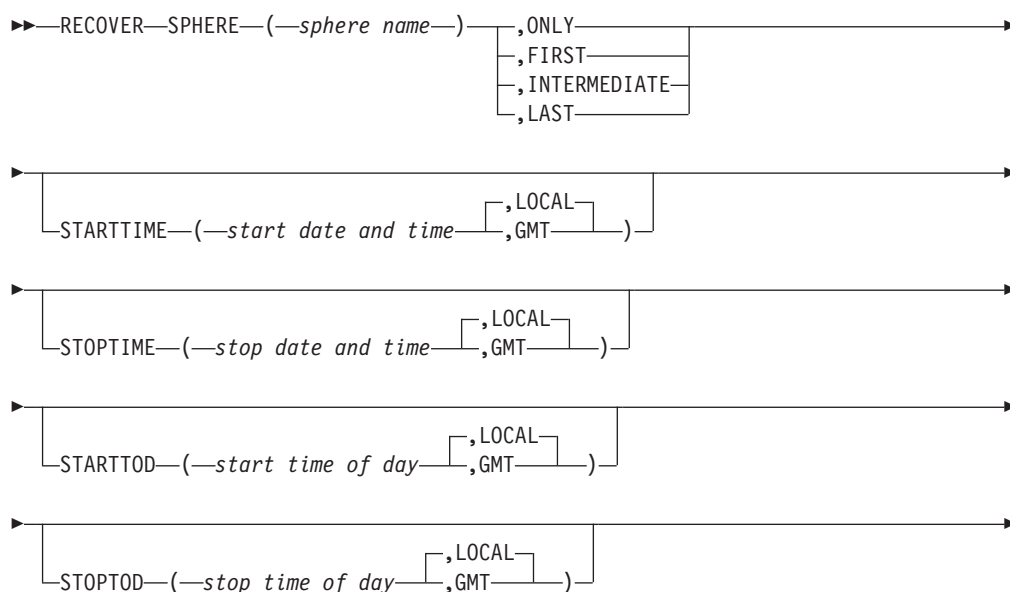 RECOVER SPHERE ( sphere name ) ,ONLY
,FIRST
,INTERMEDIATE
,LAST
,LOCAL
STARTTIME ( start date and time ,GMT )
,LOCAL
STOPTIME ( stop date and time ,GMT )
,LOCAL
STARTTOD ( start time of day ,GMT )
,LOCAL
STOPTOD ( stop time of day ,GMT )